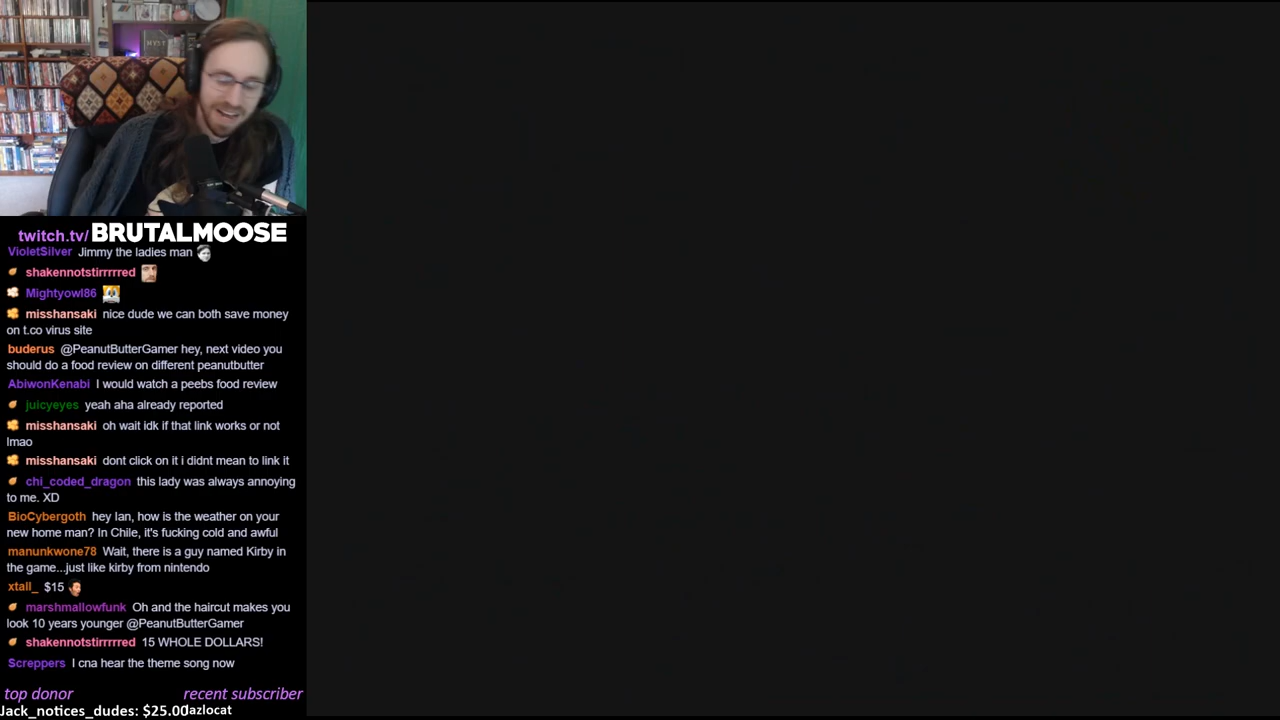 twitch.tv/BRUTALMOOSE
VioletSilver Jimmy the ladies man
shakennotstirrrrred
Mightyowl86
misshansaki nice dude we can both save money
on t.co virus site
buderus @PeanutButterGamer hey, next video you
should do a food review on different peanutbutter
AbiwonKenabi I would watch a peebs food review
juicyeyes yeah aha already reported
misshansaki oh wait idk if that link works or not
lmao
misshansaki dont click on it i didnt mean to link it
chi_coded_dragon this lady was always annoying
to me. XD
BioCybergoth hey Ian, how is the weather on your
new home man? In Chile, it's fucking cold and awful
manunkwone78 Wait, there is a guy named Kirby in
the game...just like kirby from nintendo
xtall_ $15
marshmallowfunk Oh and the haircut makes you
look 10 years younger @PeanutButterGamer
shakennotstirrrrred 15 WHOLE DOLLARS!
Screppers I cna hear the theme song now
top donor recent subscriber
Jack_notices_dudes: $25.00 Jazlocat